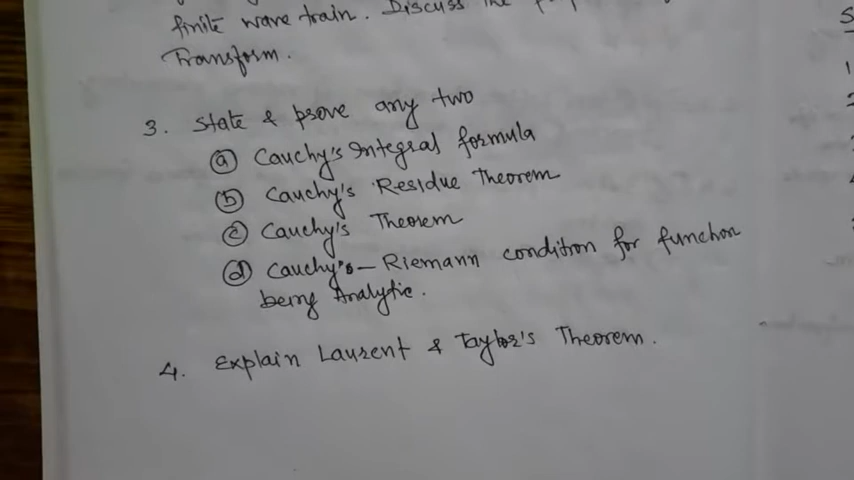 finite wave train. Discuss the
Transform.
3. State & prove any two
(a) Cauchy's Integral formula
(b) Cauchy's Residue Theorem
(c) Cauchy's Theorem
(d) Cauchy's - Riemann condition for function
being Analytic.
4. Explain Laurent & Taylor's Theorem.